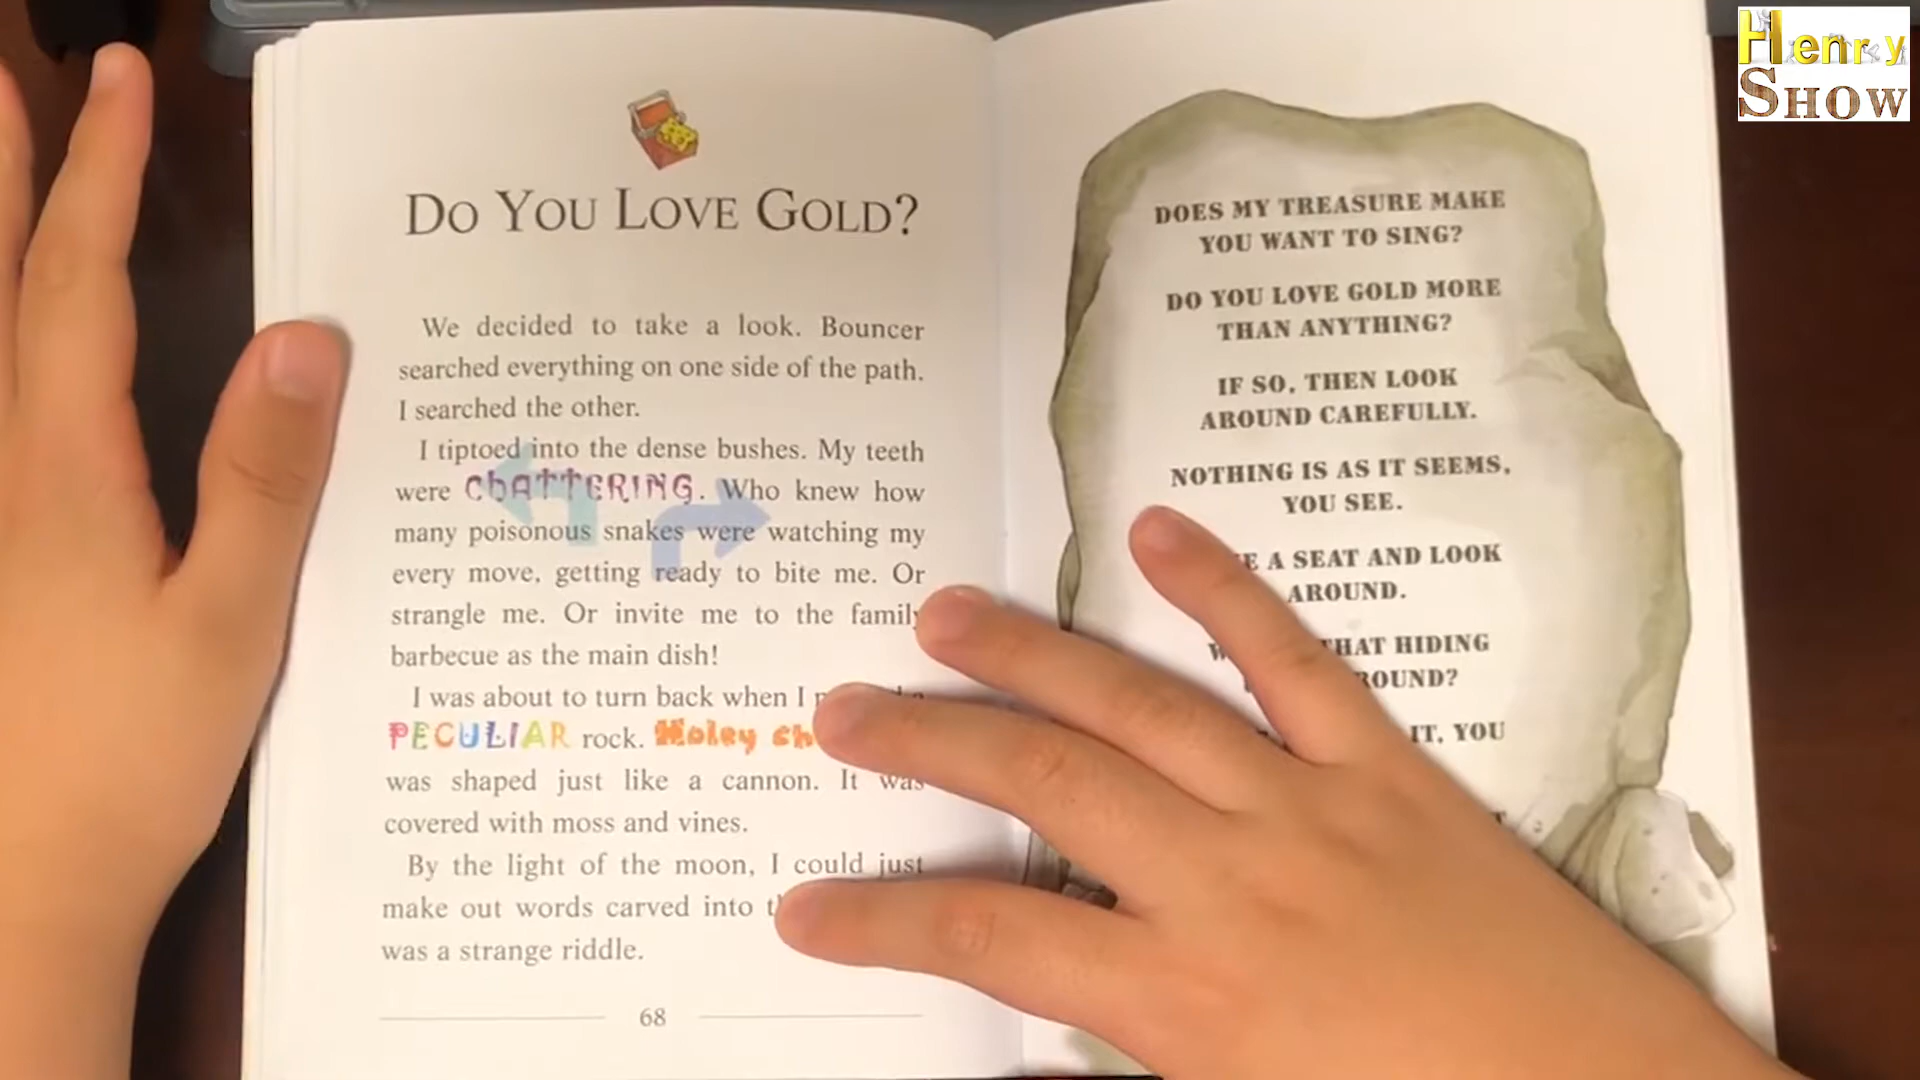 Henry
SHOW
DO YOU LOVE GOLD?
We decided to take a look. Bouncer
searched everything on one side of the path.
I searched the other.
I tiptoed into the dense bushes. My teeth
were chATTERING. Who knew how
many poisonous snakes were watching my
every move, getting ready to bite me. Or
strangle me. Or invite me to the family
barbecue as the main dish!
I was about to turn back when I
PECULIAR rock. Holey
was shaped just like a cannon. It was
covered with moss and vines.
By the light of the moon, I could just
make out words carved into
was a strange riddle.
68
DOES MY TREASURE MAKE
YOU WANT TO SING?
DO YOU LOVE GOLD MORE
THAN ANYTHING?
IF SO, THEN LOOK
AROUND CAREFULLY.
NOTHING IS AS IT SEEMS,
YOU SEE.
A SEAT AND LOOK
AROUND.
HIDING
IT, YOU